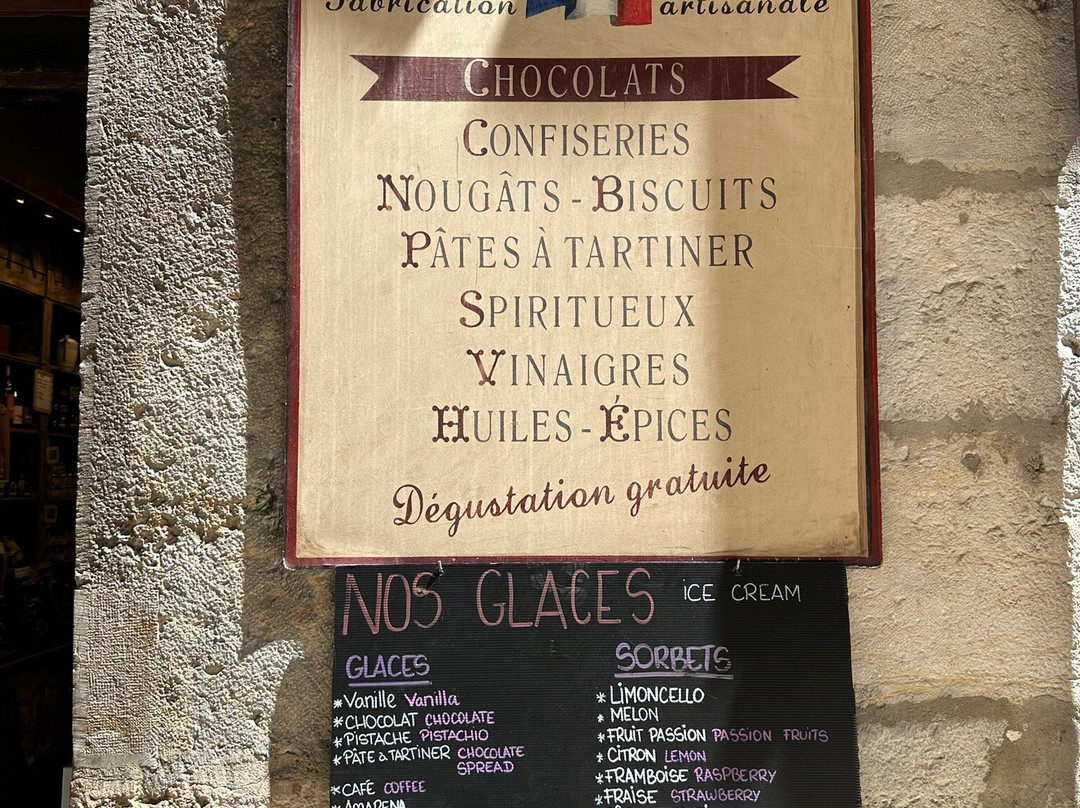 Fabrication artisanale
CHOCOLATS
CONFISERIES
NOUGÂTS - BISCUITS
PÂTES À TARTINER
SPIRITUEUX
VINAIGRES
HUILES - ÉPICES
Dégustation gratuite
NOS GLACES ICE CREAM
GLACES
*Vanille Vanilla
*CHOCOLAT CHOCOLATE
*PISTACHE PISTACHIO
*PÂTE à TARTINER CHOCOLATE
SPREAD
*CAFÉ COFFEE
*AMARENA
SORBETS
*LIMONCELLO
*MELON
*FRUIT PASSION PASSION FRUITS
*CITRON LEMON
*FRAMBOISE RASPBERRY
*FRAISE STRAWBERRY